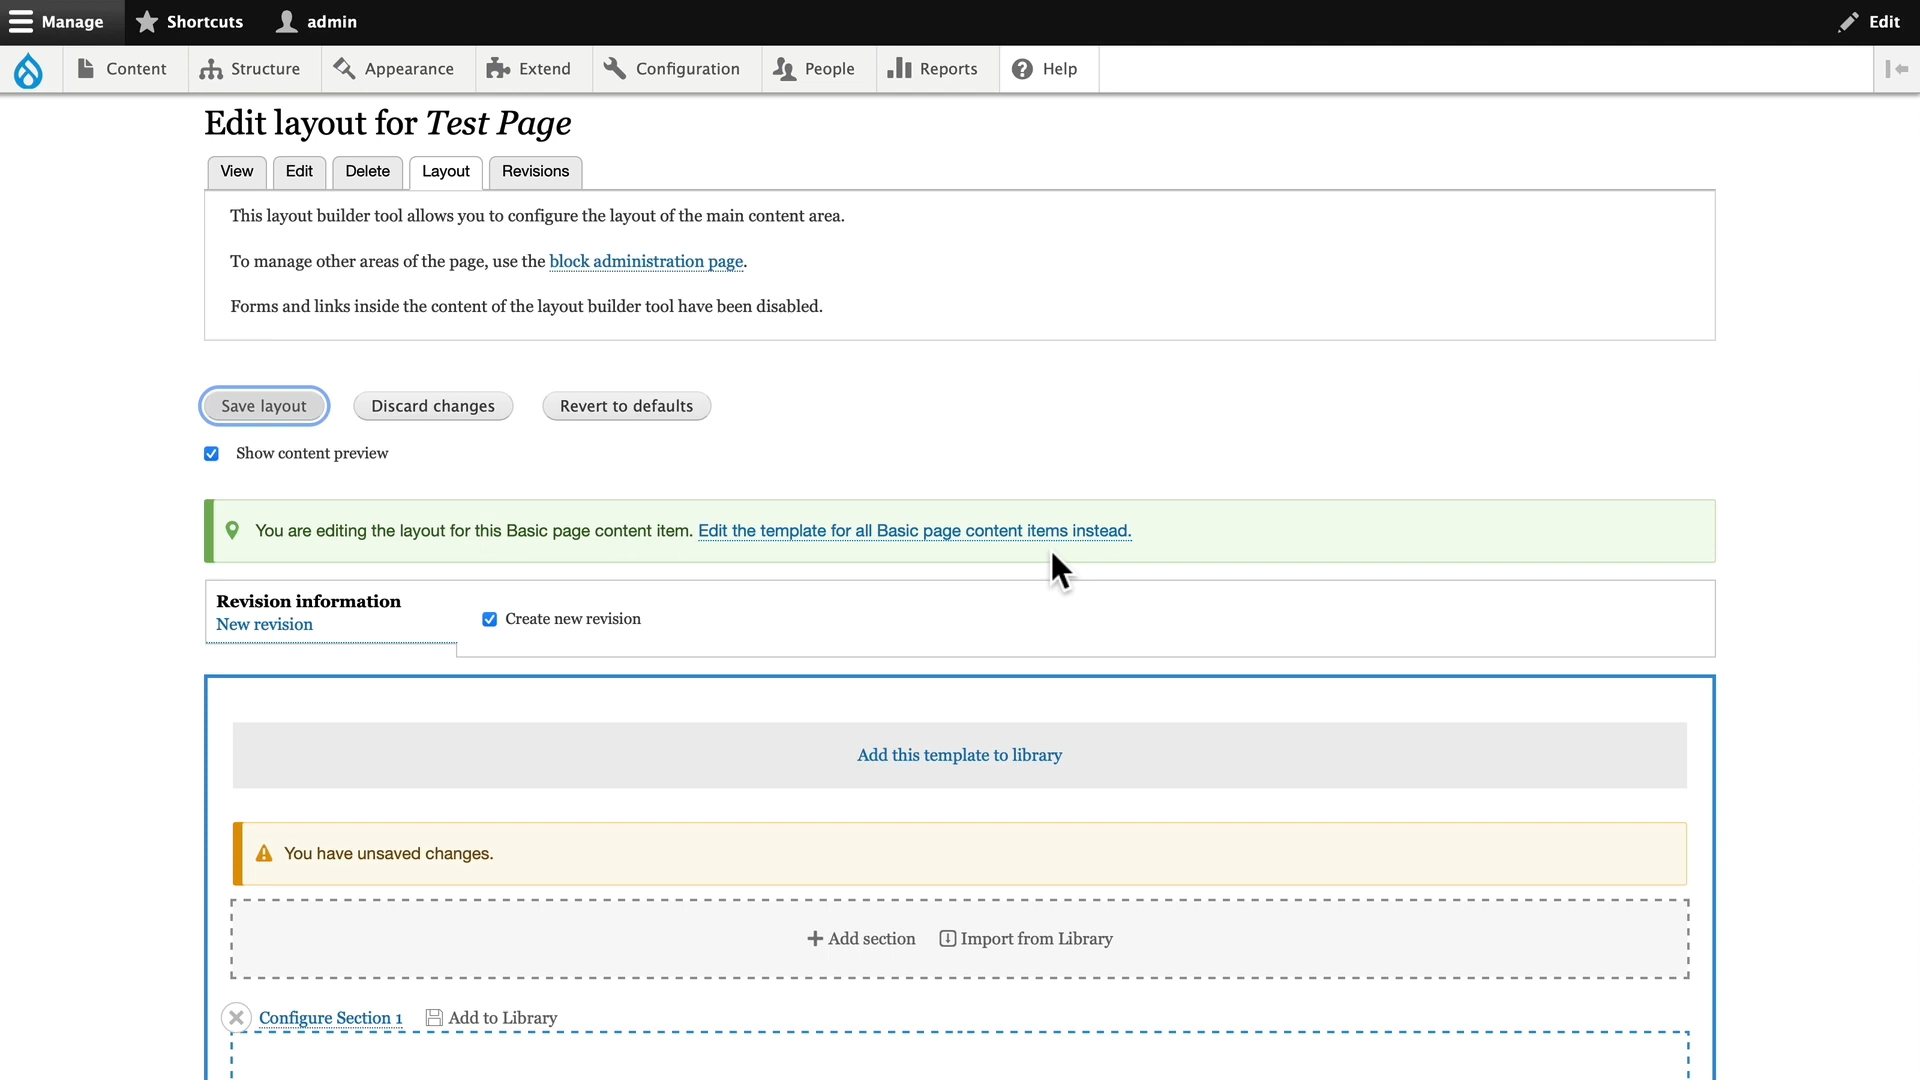 Manage Shortcuts admin Edit
Content Structure Appearance Extend Configuration People Reports Help
Edit layout for Test Page
View Edit Delete Layout Revisions
This layout builder tool allows you to configure the layout of the main content area.
To manage other areas of the page, use the block administration page.
Forms and links inside the content of the layout builder tool have been disabled.
Save layout Discard changes Revert to defaults
Show content preview
You are editing the layout for this Basic page content item. Edit the template for all Basic page content items instead.
Revision information
New revision
Create new revision
Add this template to library
You have unsaved changes.
Add section Import from Library
Configure Section 1 Add to Library